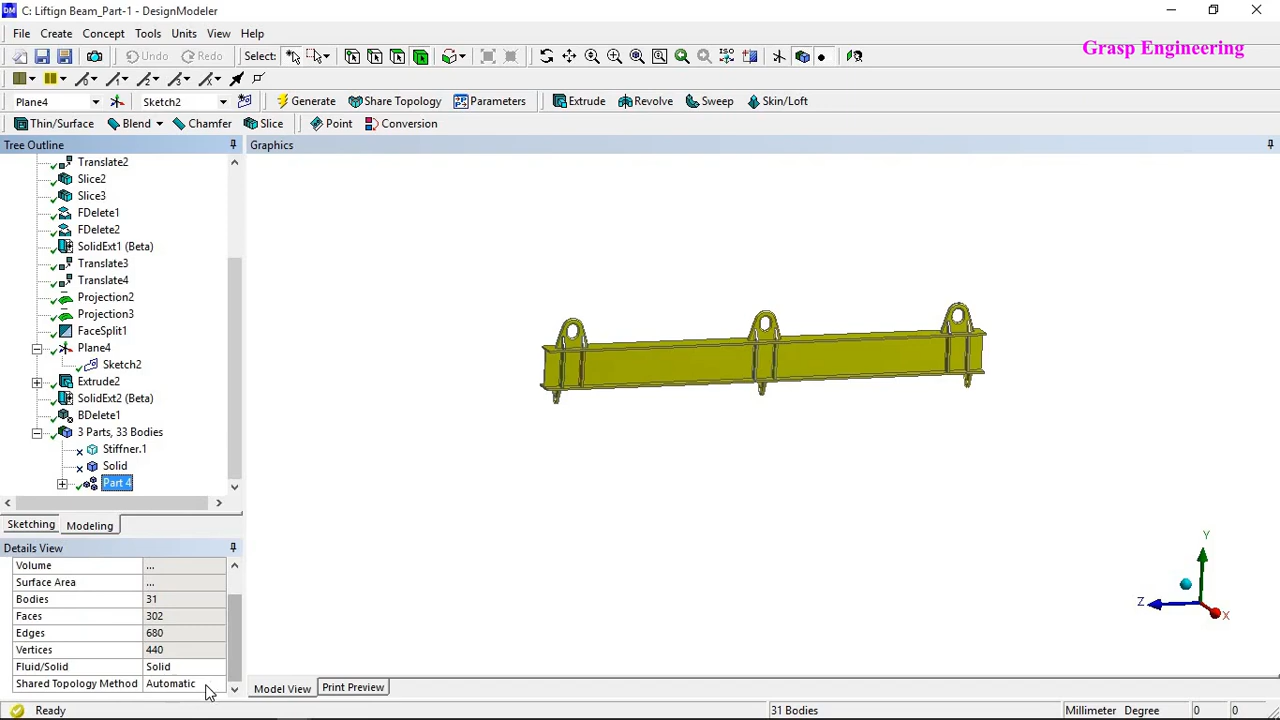 DM C: Liftign Beam_Part-1 - DesignModeler
File Create Concept Tools Units View Help
Undo Redo Select: ISO
Grasp Engineering
Plane4 Sketch2 Generate Share Topology Parameters Extrude Revolve Sweep Skin/Loft
Thin/Surface Blend Chamfer Slice Point Conversion
Tree Outline
Graphics
Translate2
Slice2
Slice3
FDelete1
FDelete2
SolidExt1 (Beta)
Translate3
Translate4
Projection2
Projection3
FaceSplit1
Plane4
Sketch2
Extrude2
SolidExt2 (Beta)
BDelete1
3 Parts, 33 Bodies
Stiffner.1
Solid
Part 4
Sketching Modeling
Details View
Volume ...
Surface Area ...
Bodies 31
Faces 302
Edges 680
Vertices 440
Fluid/Solid Solid
Shared Topology Method Automatic
Y
Z
X
Model View Print Preview
Ready 31 Bodies Millimeter Degree 0 0